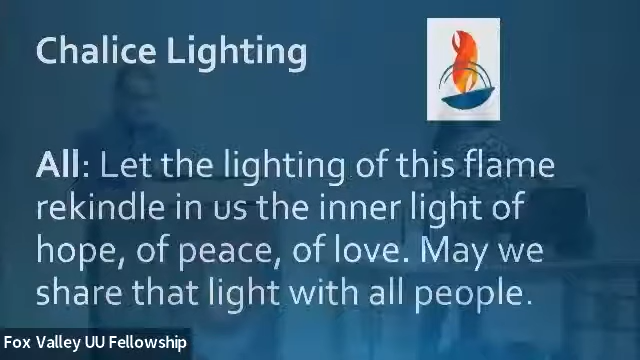 Chalice Lighting
All: Let the lighting of this flame
rekindle in us the inner light of
hope, of peace, of love. May we
share that light with all people.
Fox Valley UU Fellowship